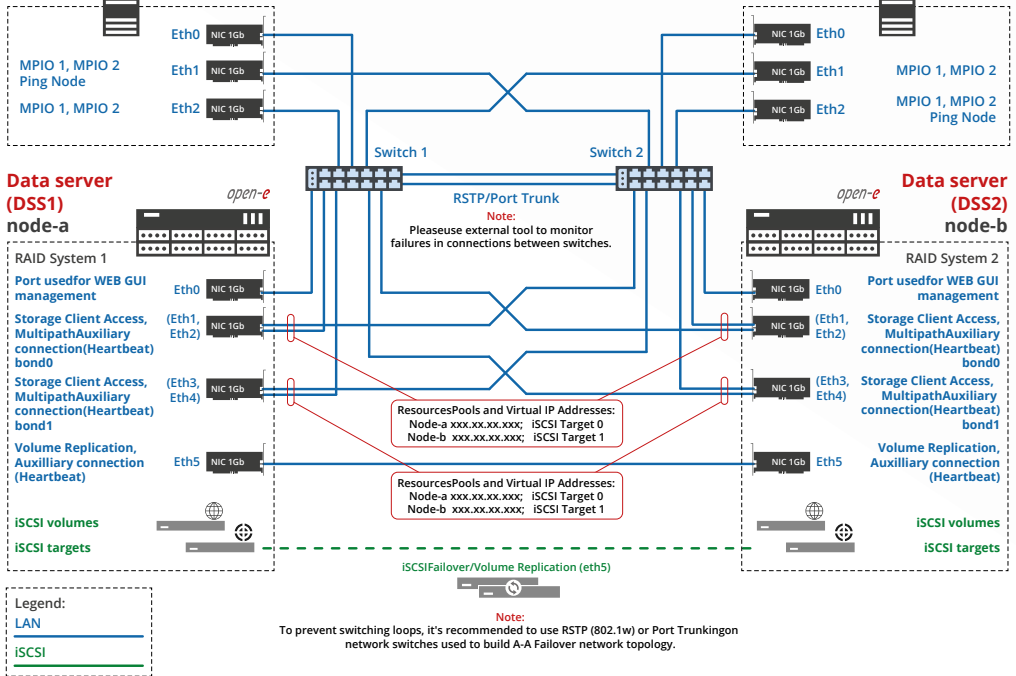 Eth0
NIC 1Gb
MPIO 1, MPIO 2
Ping Node
Eth1
NIC 1Gb
MPIO 1, MPIO 2
Eth2
NIC 1Gb
NIC 1Gb
Eth0
NIC 1Gb
Eth1
MPIO 1, MPIO 2
NIC 1Gb
Eth2
MPIO 1, MPIO 2
Ping Node
Switch 1
Switch 2
RSTP/Port Trunk
Note:
Pleaseuse external tool to monitor
failures in connections between switches.
Data server
(DSS1)
node-a
open-e
RAID System 1
Port usedfor WEB GUI
management
Eth0
NIC 1Gb
Storage Client Access,
MultipathAuxiliary
connection(Heartbeat)
bond0
(Eth1,
Eth2)
NIC 1Gb
Storage Client Access,
MultipathAuxiliary
connection(Heartbeat)
bond1
(Eth3,
Eth4)
NIC 1Gb
Volume Replication,
Auxilliary connection
(Heartbeat)
Eth5
NIC 1Gb
iSCSI volumes
iSCSI targets
Data server
(DSS2)
node-b
open-e
RAID System 2
NIC 1Gb
Eth0
Port usedfor WEB GUI
management
NIC 1Gb
(Eth1,
Eth2)
Storage Client Access,
MultipathAuxiliary
connection(Heartbeat)
bond0
NIC 1Gb
(Eth3,
Eth4)
Storage Client Access,
MultipathAuxiliary
connection(Heartbeat)
bond1
NIC 1Gb
Eth5
Volume Replication,
Auxilliary connection
(Heartbeat)
iSCSI volumes
iSCSI targets
ResourcesPools and Virtual IP Addresses:
Node-a xxx.xx.xx.xxx; iSCSI Target 0
Node-b xxx.xx.xx.xxx; iSCSI Target 1
ResourcesPools and Virtual IP Addresses:
Node-a xxx.xx.xx.xxx; iSCSI Target 0
Node-b xxx.xx.xx.xxx; iSCSI Target 1
iSCSIFailover/Volume Replication (eth5)
Note:
To prevent switching loops, it's recommended to use RSTP (802.1w) or Port Trunkingon
network switches used to build A-A Failover network topology.
Legend:
LAN
iSCSI